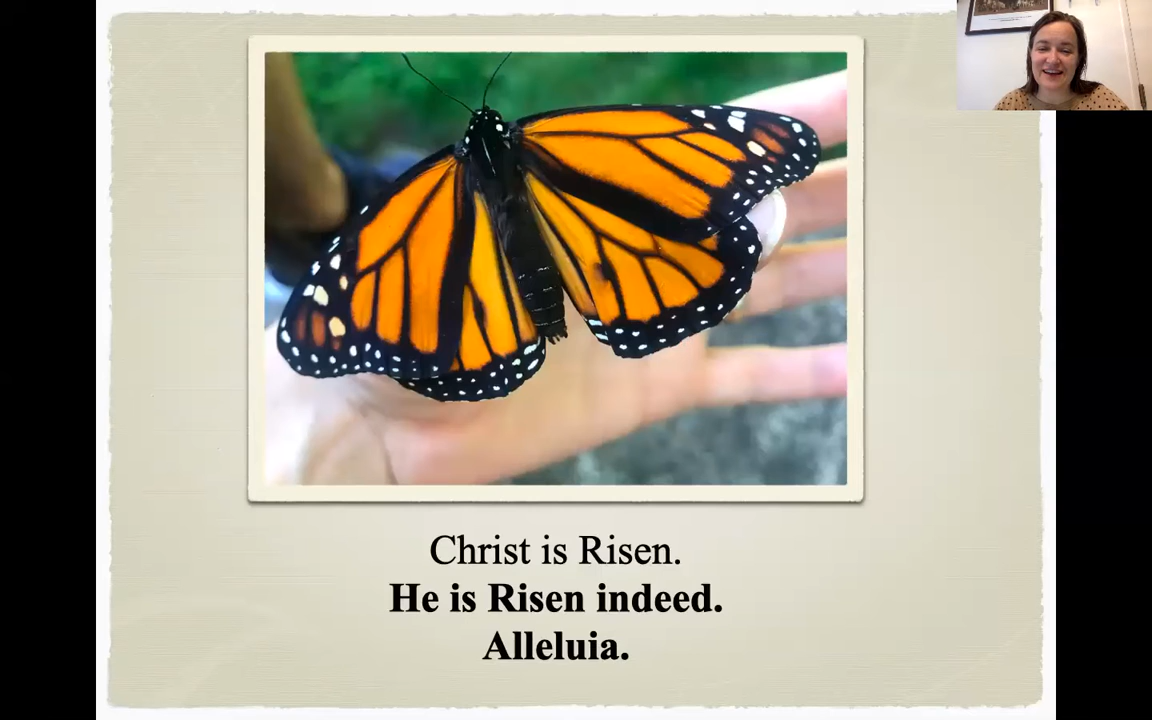 Christ is Risen.
He is Risen indeed.
Alleluia.